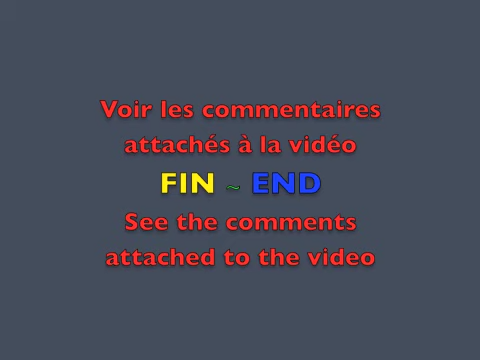 Voir les commentaires
attachés à la vidéo
FIN ~ END
See the comments
attached to the video